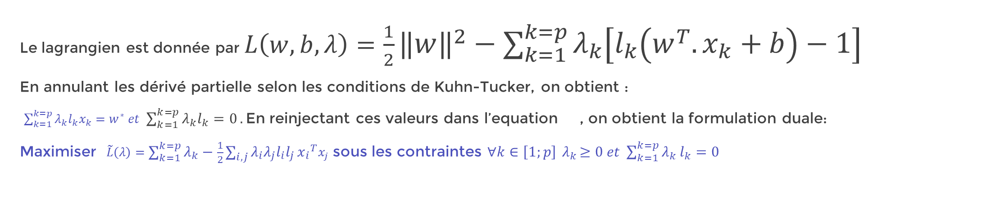 Le lagrangien est donnée par $L(w, b, \lambda) = \frac{1}{2}\|w\|^2 - \sum_{k=1}^{k=p} \lambda_k [l_k(w^T . x_k + b) - 1]$
En annulant les dérivé partielle selon les conditions de Kuhn-Tucker, on obtient :
$\sum_{k=1}^{k=p} \lambda_k l_k x_k = w^* \ et \ \sum_{k=1}^{k=p} \lambda_k l_k = 0$ . En reinjectant ces valeurs dans l'equation , on obtient la formulation duale:
Maximiser $\tilde{L}(\lambda) = \sum_{k=1}^{k=p} \lambda_k - \frac{1}{2} \sum_{i,j} \lambda_i \lambda_j l_i l_j \ {x_i}^T x_j$ sous les contraintes $\forall k \in [1; p] \ \lambda_k \geq 0 \ et \ \sum_{k=1}^{k=p} \lambda_k \ l_k = 0$